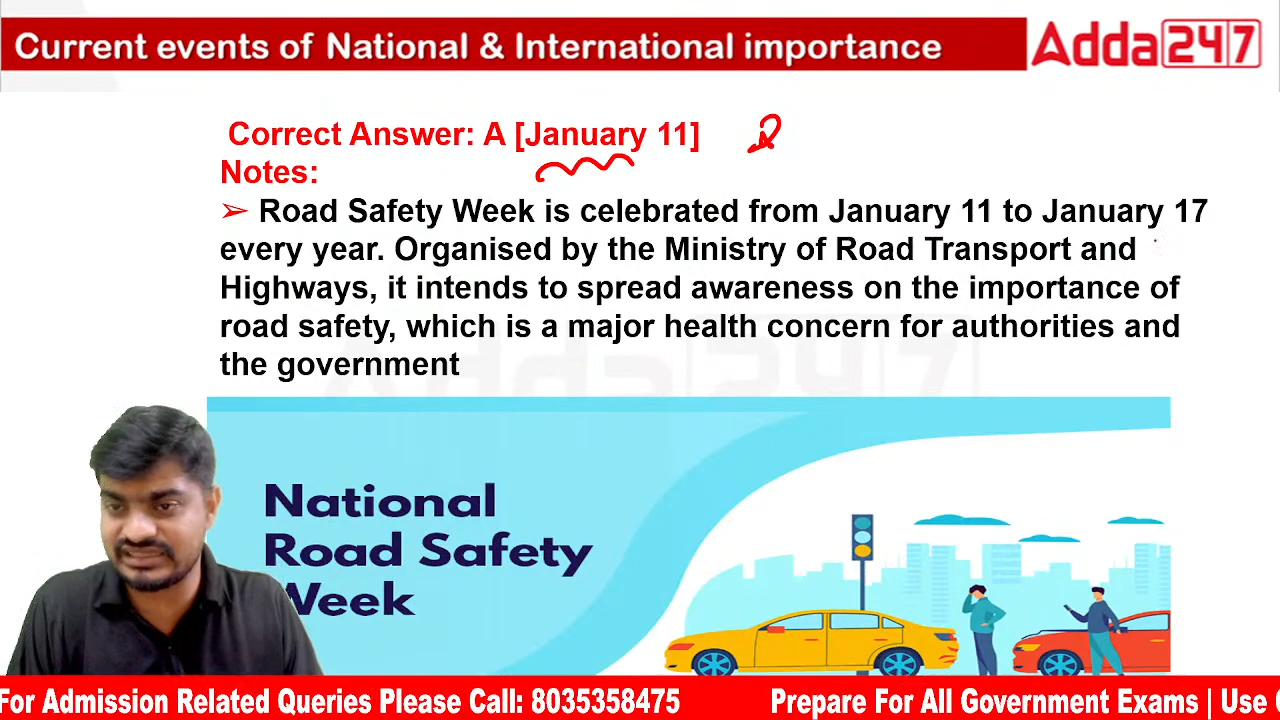 Current events of National & International importance
Adda247
Correct Answer: A [January 11]
Notes:
➢ Road Safety Week is celebrated from January 11 to January 17
every year. Organised by the Ministry of Road Transport and
Highways, it intends to spread awareness on the importance of
road safety, which is a major health concern for authorities and
the government
Adda247
National
Road Safety
Week
For Admission Related Queries Please Call: 8035358475 Prepare For All Government Exams | Use